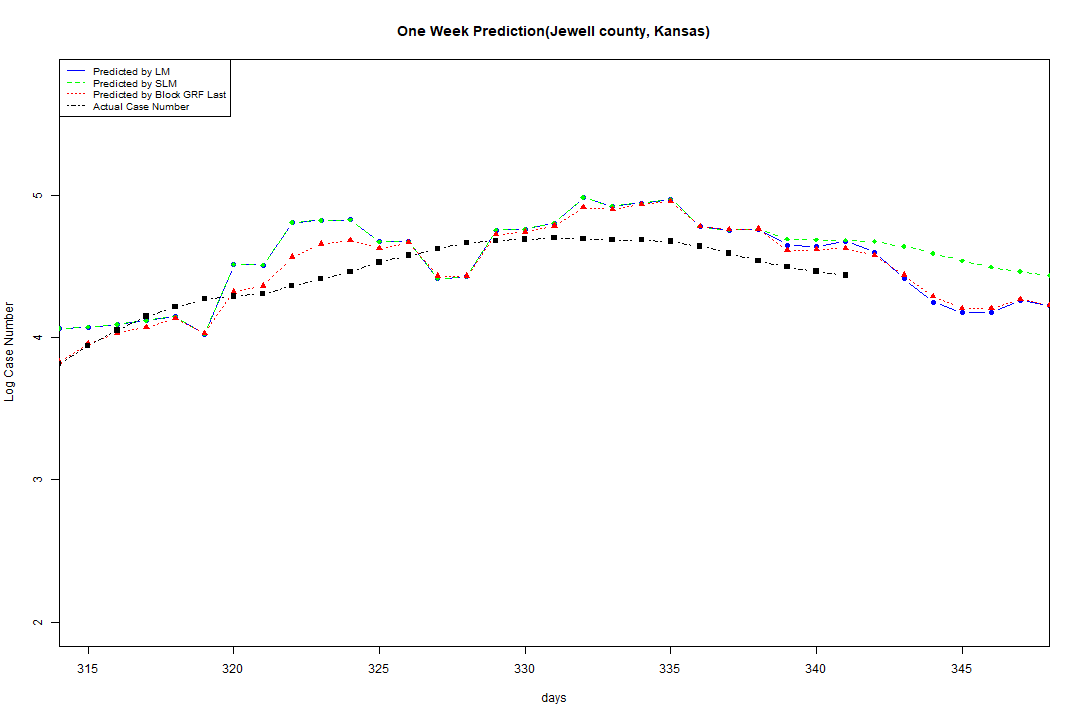 One Week Prediction(Jewell county, Kansas)
Predicted by LM
Predicted by SLM
Predicted by Block GRF Last
Actual Case Number
5
4
3
2
Log Case Number
315 320 325 330 335 340 345
days